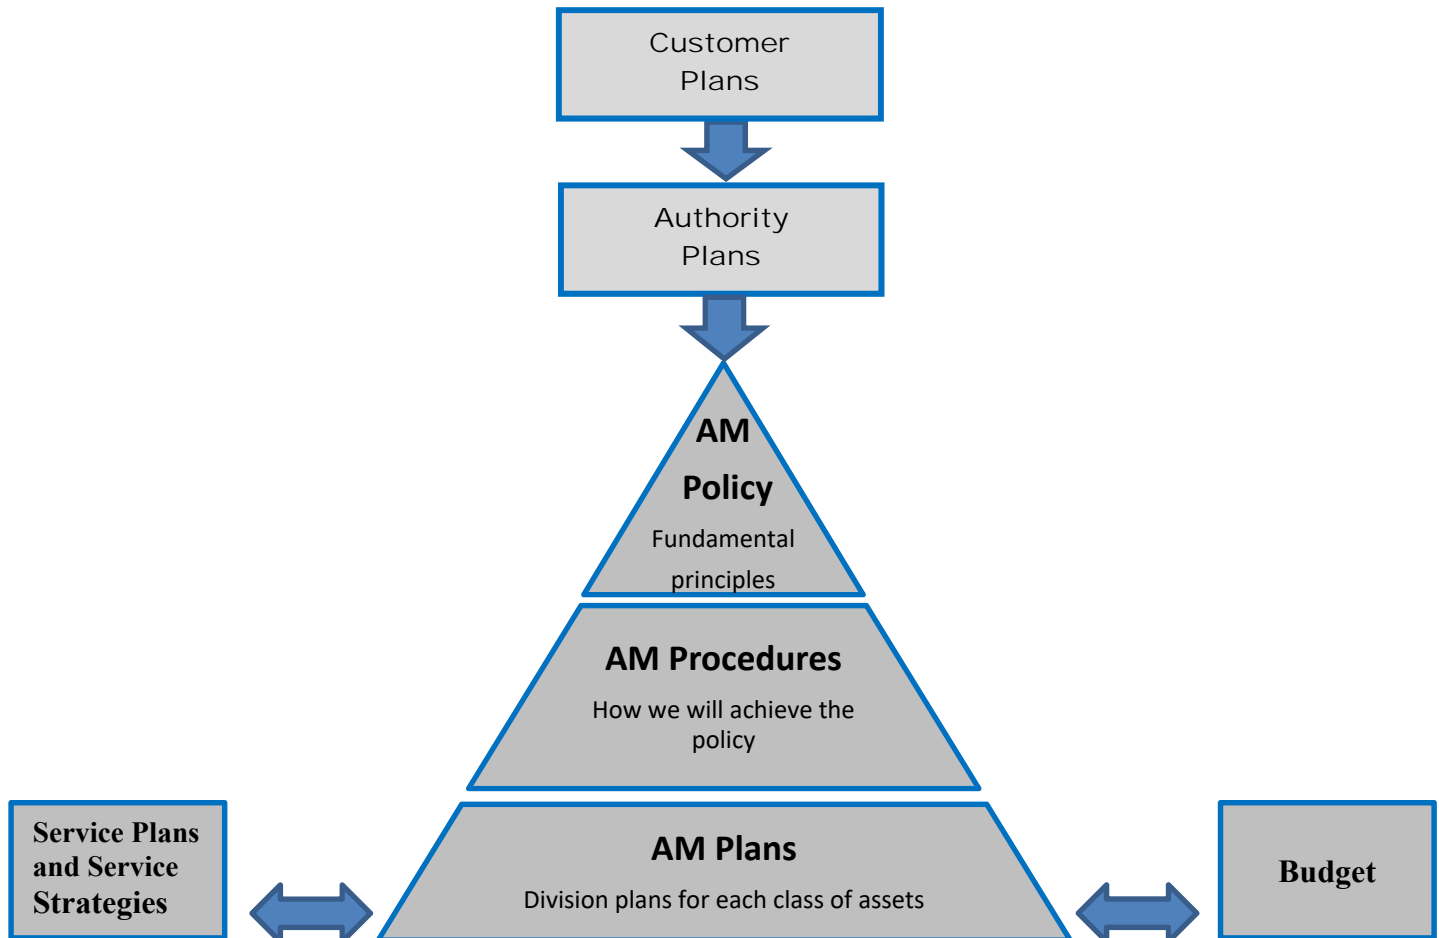 Customer
Plans
Authority
Plans
AM
Policy
Fundamental
principles
AM Procedures
How we will achieve the
policy
Service Plans
and Service
Strategies
AM Plans
Division plans for each class of assets
Budget